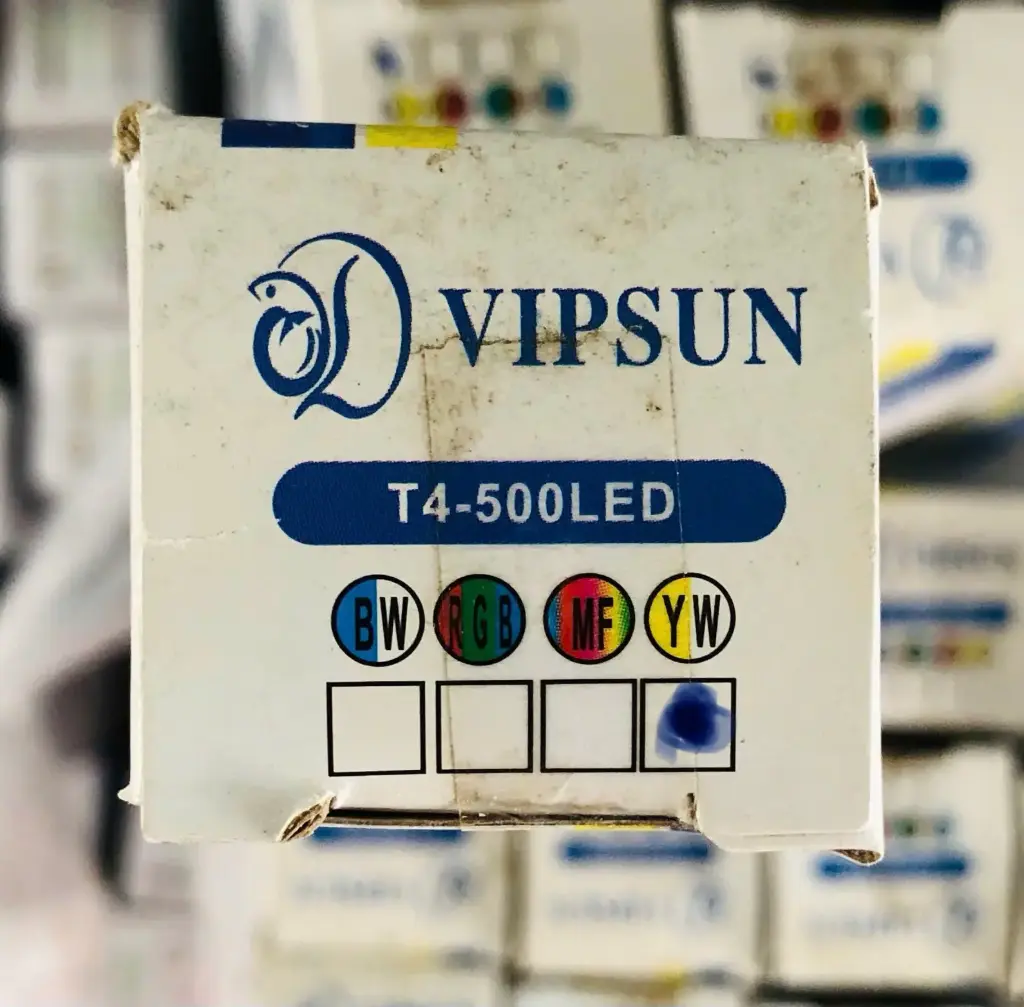 VIPSUN
T4-500LED
BW RGB MF YW